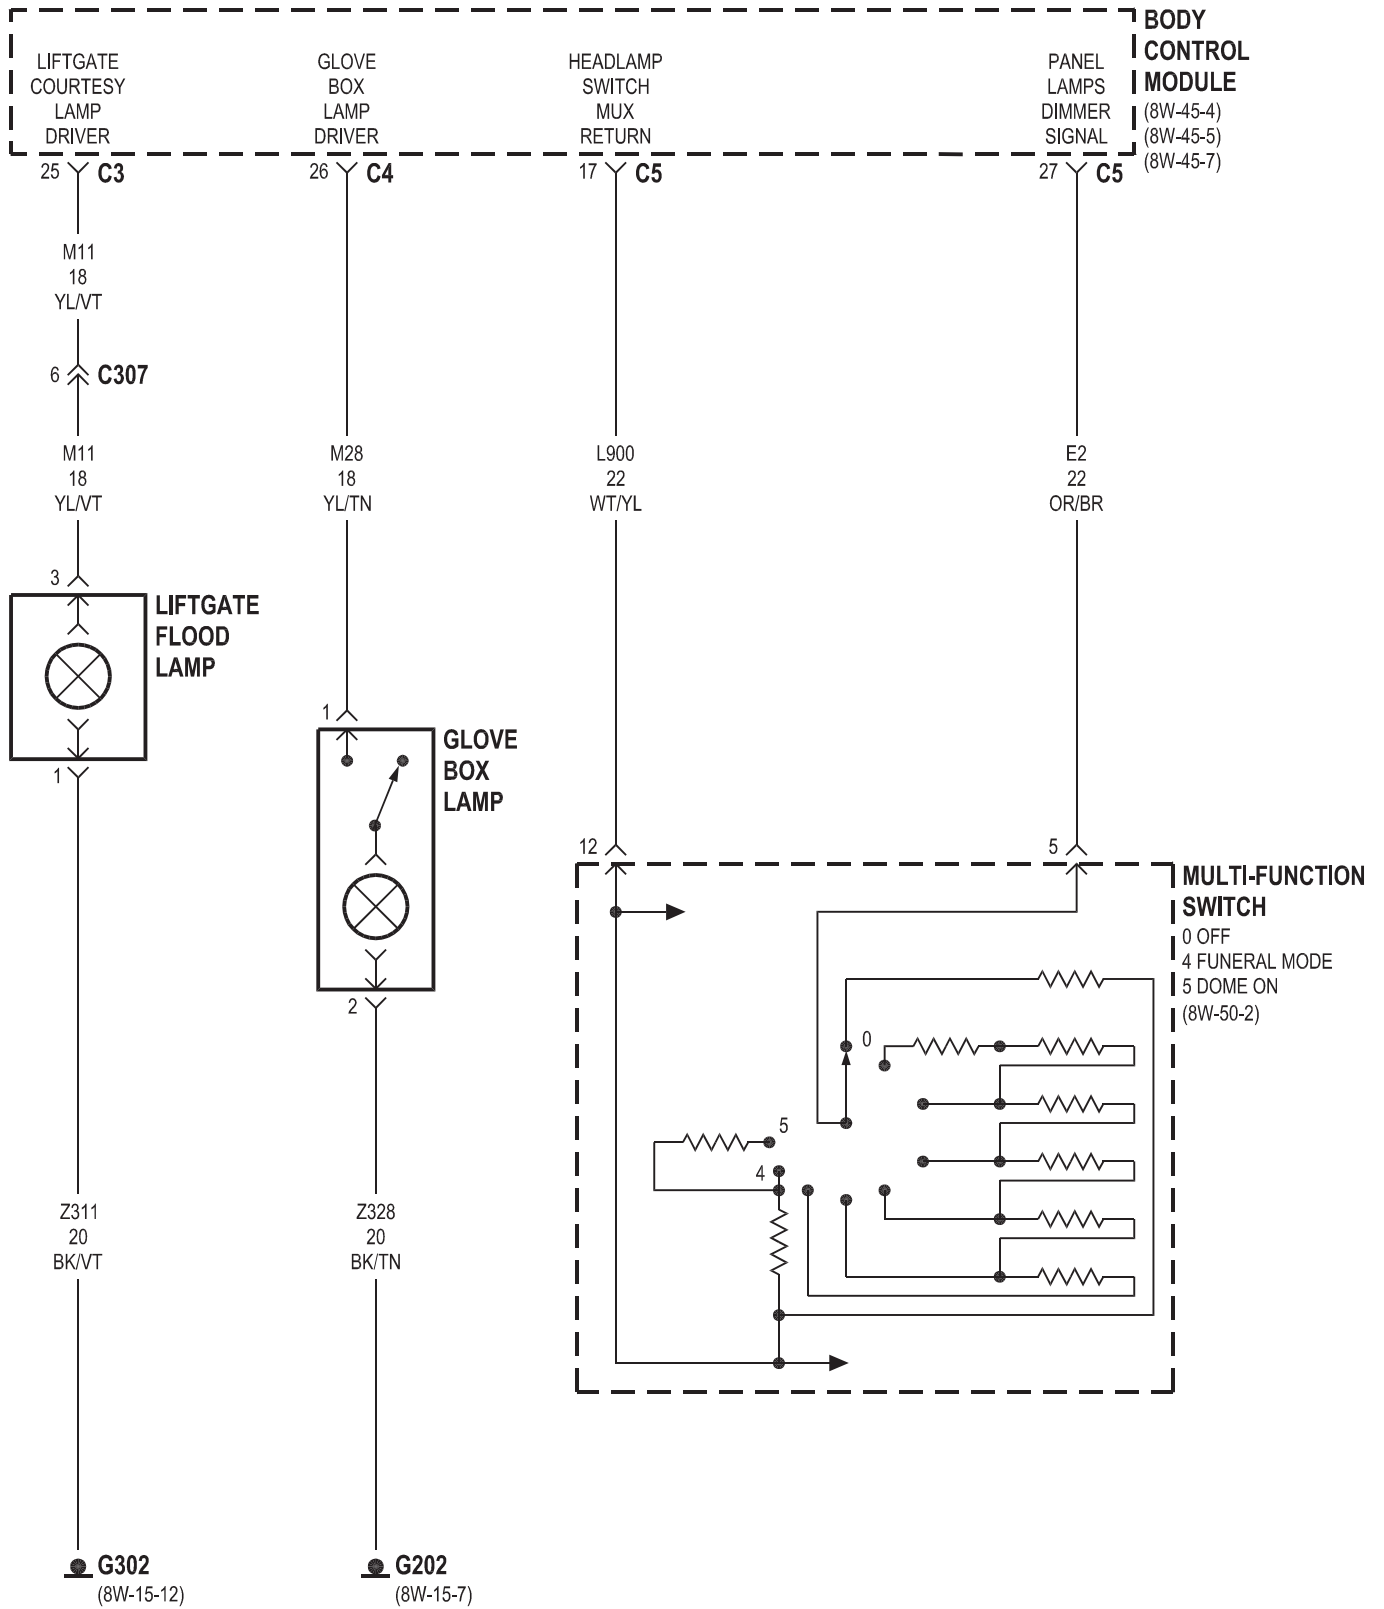 BODY
CONTROL
MODULE
(8W-45-4)
(8W-45-5)
(8W-45-7)
LIFTGATE
COURTESY
LAMP
DRIVER
GLOVE
BOX
LAMP
DRIVER
HEADLAMP
SWITCH
MUX
RETURN
PANEL
LAMPS
DIMMER
SIGNAL
25 C3
26 C4
17 C5
27 C5
M11
18
YL/VT
6 C307
M11
18
YL/VT
M28
18
YL/TN
L900
22
WT/YL
E2
22
OR/BR
3
LIFTGATE
FLOOD
LAMP
1
1
GLOVE
BOX
LAMP
2
12
5
MULTI-FUNCTION
SWITCH
0 OFF
4 FUNERAL MODE
5 DOME ON
(8W-50-2)
0
5
4
Z311
20
BK/VT
Z328
20
BK/TN
G302
(8W-15-12)
G202
(8W-15-7)